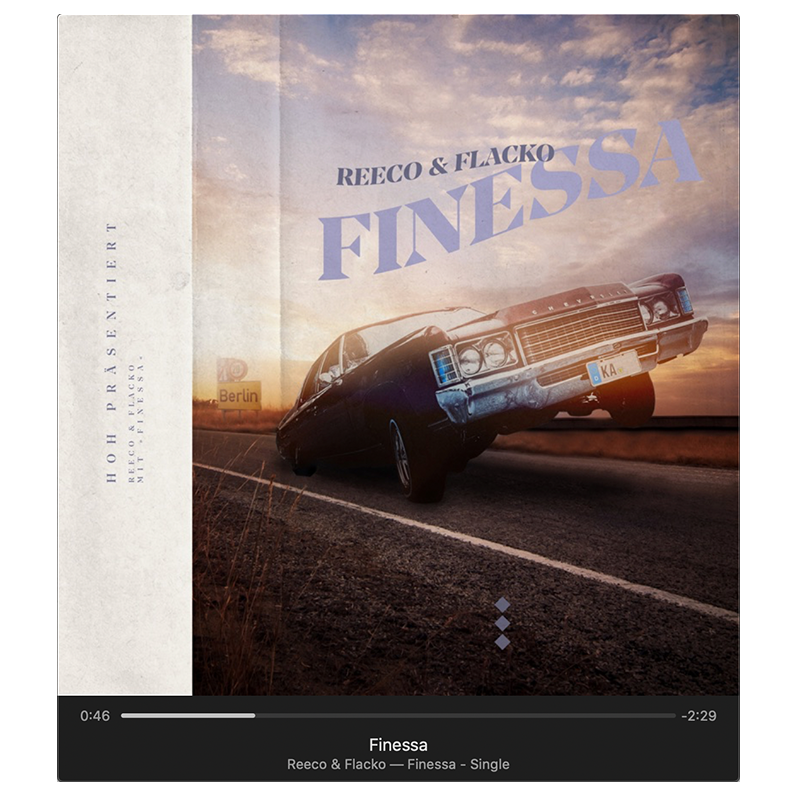 HOH PRÄSENTIERT
REECO & FLACKO
MIT »FINESSA«
REECO & FLACKO
FINESSA
Berlin
CHEVROLET
KA
0:46
-2:29
Finessa
Reeco & Flacko — Finessa - Single